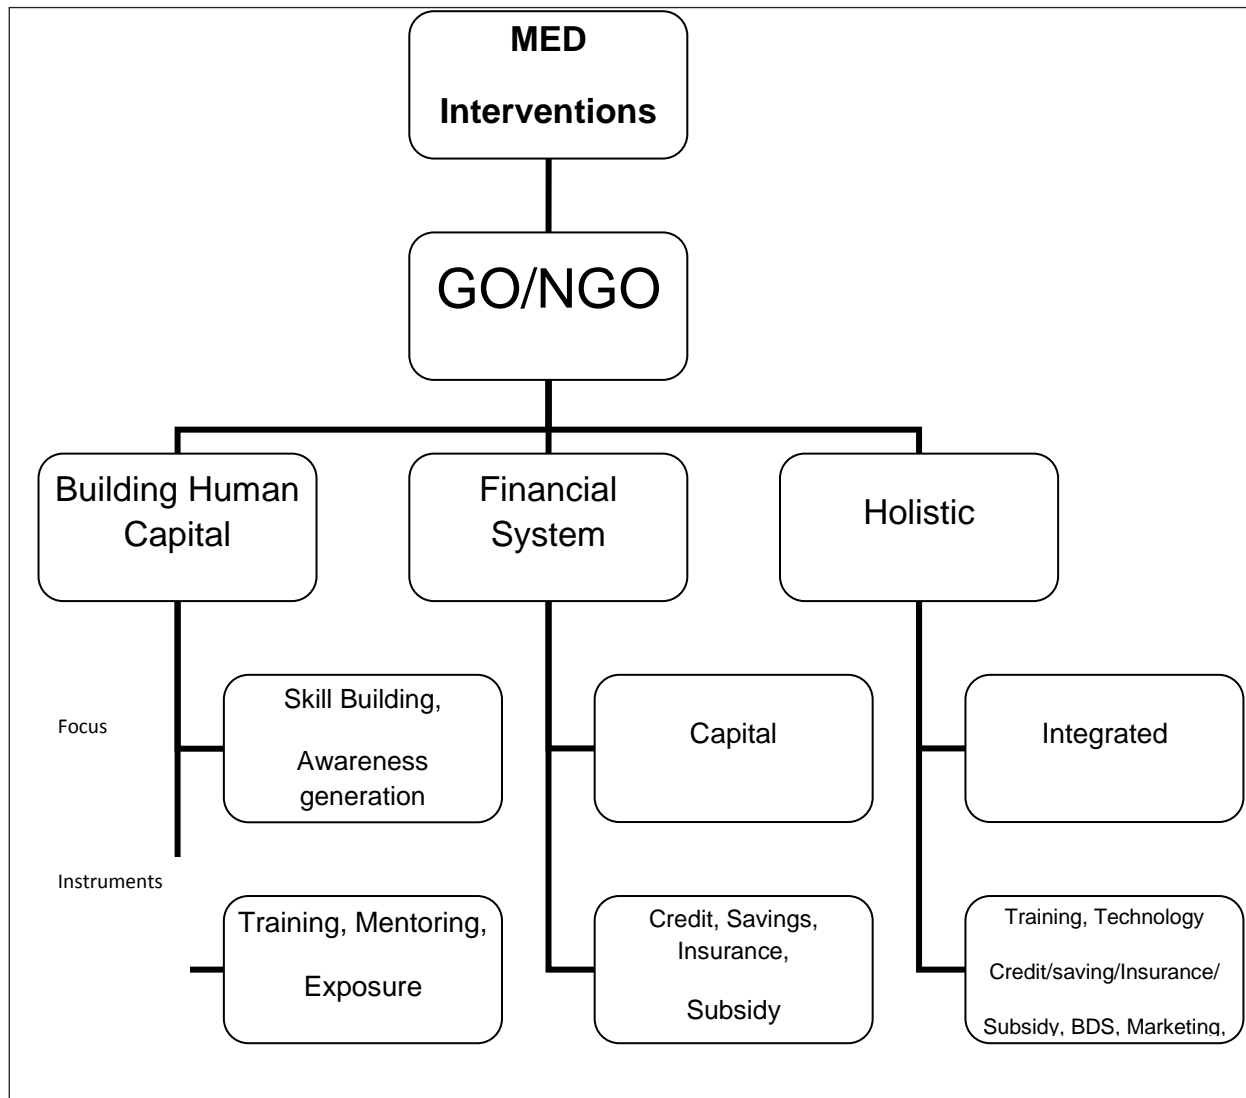 MED
Interventions
GO/NGO
Building Human
Capital
Financial
System
Holistic
Focus
Skill Building,
Awareness
generation
Capital
Integrated
Instruments
Training, Mentoring,
Exposure
Credit, Savings,
Insurance,
Subsidy
Training, Technology
Credit/saving/Insurance/
Subsidy, BDS, Marketing,